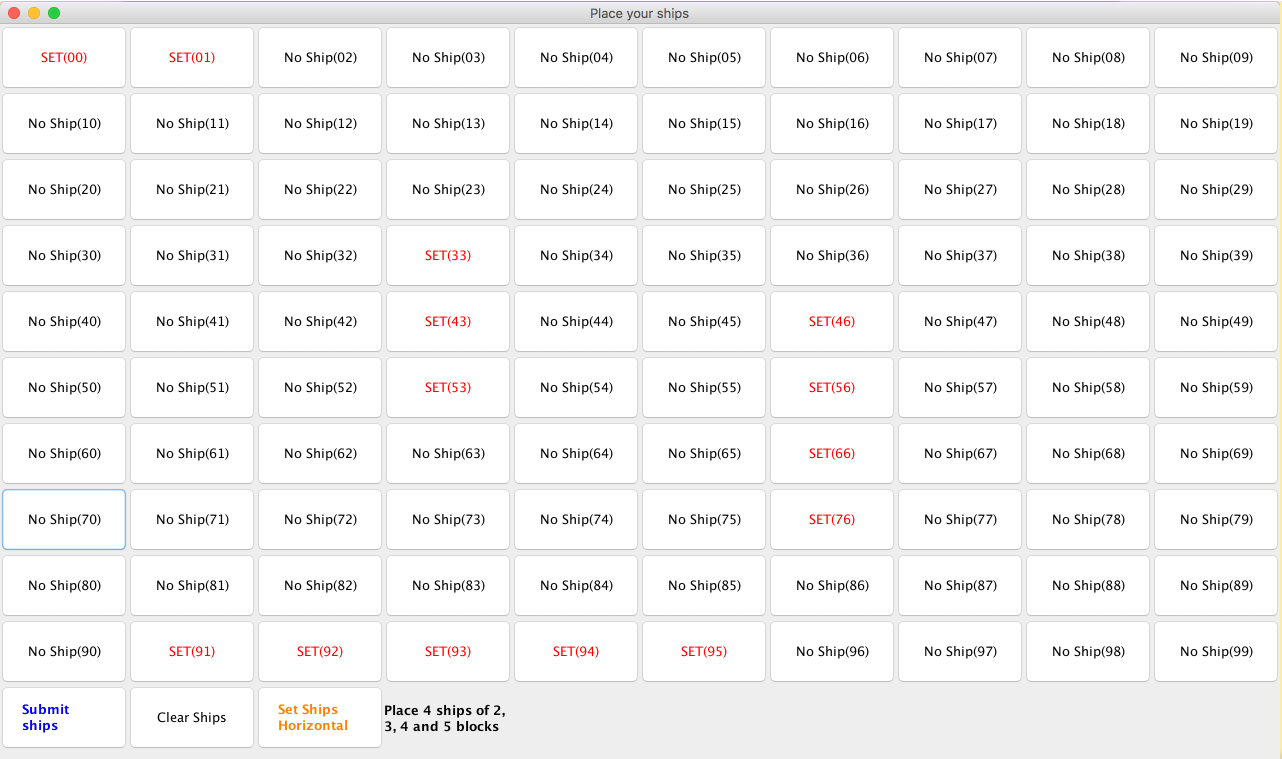 Place your ships
SET(00) SET(01) No Ship(02) No Ship(03) No Ship(04) No Ship(05) No Ship(06) No Ship(07) No Ship(08) No Ship(09)
No Ship(10) No Ship(11) No Ship(12) No Ship(13) No Ship(14) No Ship(15) No Ship(16) No Ship(17) No Ship(18) No Ship(19)
No Ship(20) No Ship(21) No Ship(22) No Ship(23) No Ship(24) No Ship(25) No Ship(26) No Ship(27) No Ship(28) No Ship(29)
No Ship(30) No Ship(31) No Ship(32) SET(33) No Ship(34) No Ship(35) No Ship(36) No Ship(37) No Ship(38) No Ship(39)
No Ship(40) No Ship(41) No Ship(42) SET(43) No Ship(44) No Ship(45) SET(46) No Ship(47) No Ship(48) No Ship(49)
No Ship(50) No Ship(51) No Ship(52) SET(53) No Ship(54) No Ship(55) SET(56) No Ship(57) No Ship(58) No Ship(59)
No Ship(60) No Ship(61) No Ship(62) No Ship(63) No Ship(64) No Ship(65) SET(66) No Ship(67) No Ship(68) No Ship(69)
No Ship(70) No Ship(71) No Ship(72) No Ship(73) No Ship(74) No Ship(75) SET(76) No Ship(77) No Ship(78) No Ship(79)
No Ship(80) No Ship(81) No Ship(82) No Ship(83) No Ship(84) No Ship(85) No Ship(86) No Ship(87) No Ship(88) No Ship(89)
No Ship(90) SET(91) SET(92) SET(93) SET(94) SET(95) No Ship(96) No Ship(97) No Ship(98) No Ship(99)
Submit
ships
Clear Ships
Set Ships
Horizontal
Place 4 ships of 2,
3, 4 and 5 blocks